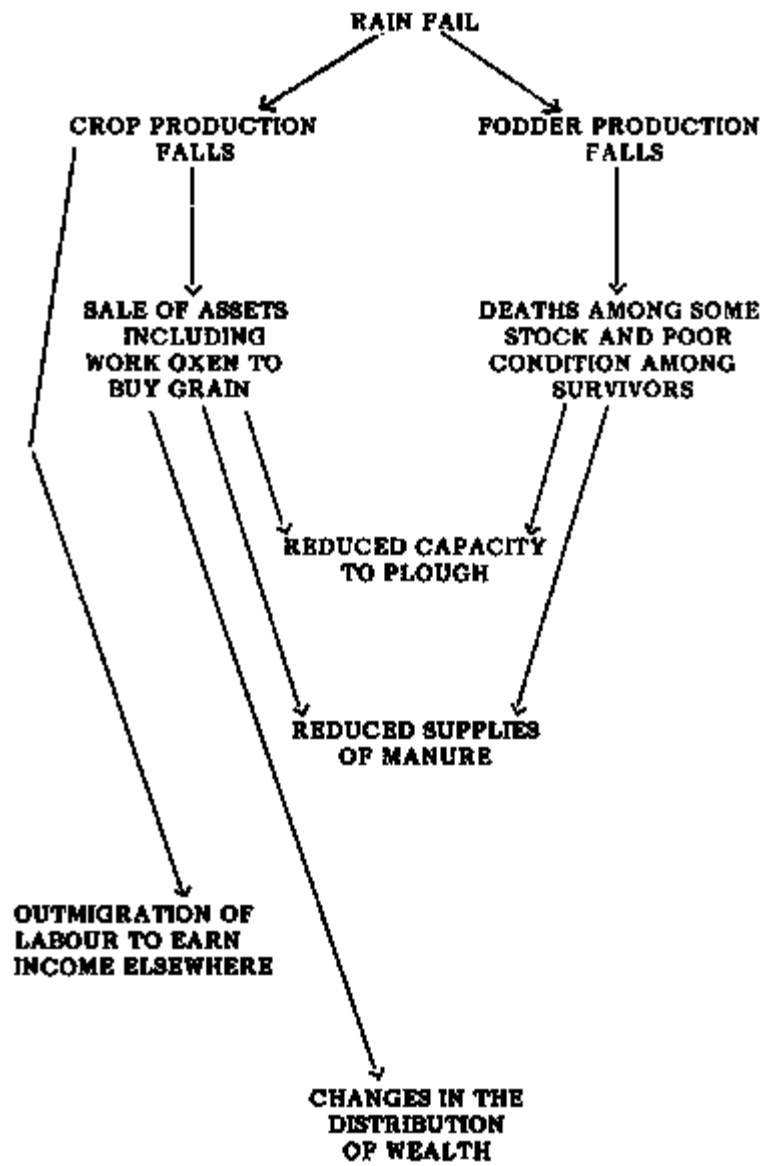 RAIN FAIL
CROP PRODUCTION
FALLS
FODDER PRODUCTION
FALLS
SALE OF ASSETS
INCLUDING
WORK OXEN TO
BUY GRAIN
DEATHS AMONG SOME
STOCK AND POOR
CONDITION AMONG
SURVIVORS
REDUCED CAPACITY
TO PLOUGH
REDUCED SUPPLIES
OF MANURE
OUTMIGRATION OF
LABOUR TO EARN
INCOME ELSEWHERE
CHANGES IN THE
DISTRIBUTION
OF WEALTH